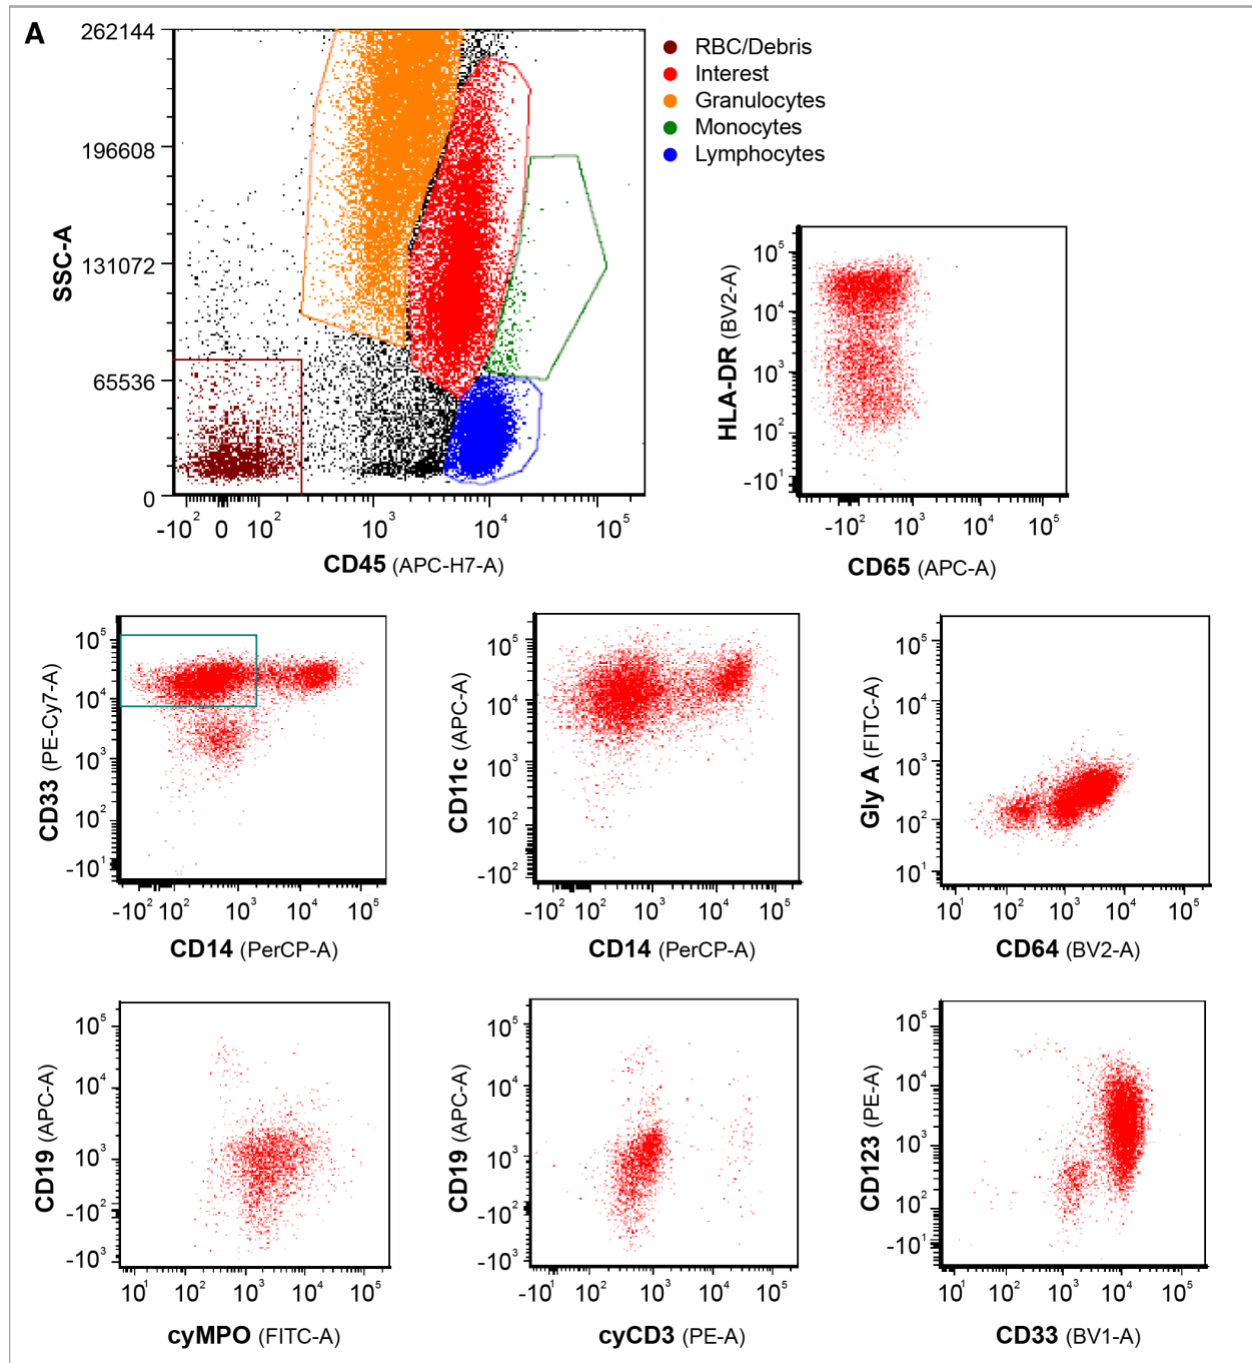 A
262144
196608
131072
65536
0
SSC-A
-10² 0 10² 10³ 10⁴ 10⁵
CD45 (APC-H7-A)
RBC/Debris
Interest
Granulocytes
Monocytes
Lymphocytes
10⁵
10⁴
10³
10²
-10¹
HLA-DR (BV2-A)
-10² 10³ 10⁴ 10⁵
CD65 (APC-A)
10⁵
10⁴
10³
10²
-10¹
CD33 (PE-Cy7-A)
-10² 10² 10³ 10⁴ 10⁵
CD14 (PerCP-A)
10⁵
10⁴
10³
10²
-10²
CD11c (APC-A)
-10² 10² 10³ 10⁴ 10⁵
CD14 (PerCP-A)
10⁵
10⁴
10³
10²
10¹
Gly A (FITC-A)
10¹ 10² 10³ 10⁴ 10⁵
CD64 (BV2-A)
10⁵
10⁴
10³
-10²
-10³
CD19 (APC-A)
10¹ 10² 10³ 10⁴ 10⁵
cyMPO (FITC-A)
10⁵
10⁴
10³
-10²
-10³
CD19 (APC-A)
-10¹ 10² 10³ 10⁴ 10⁵
cyCD3 (PE-A)
10⁵
10⁴
10³
10²
-10¹
CD123 (PE-A)
10¹ 10² 10³ 10⁴ 10⁵
CD33 (BV1-A)